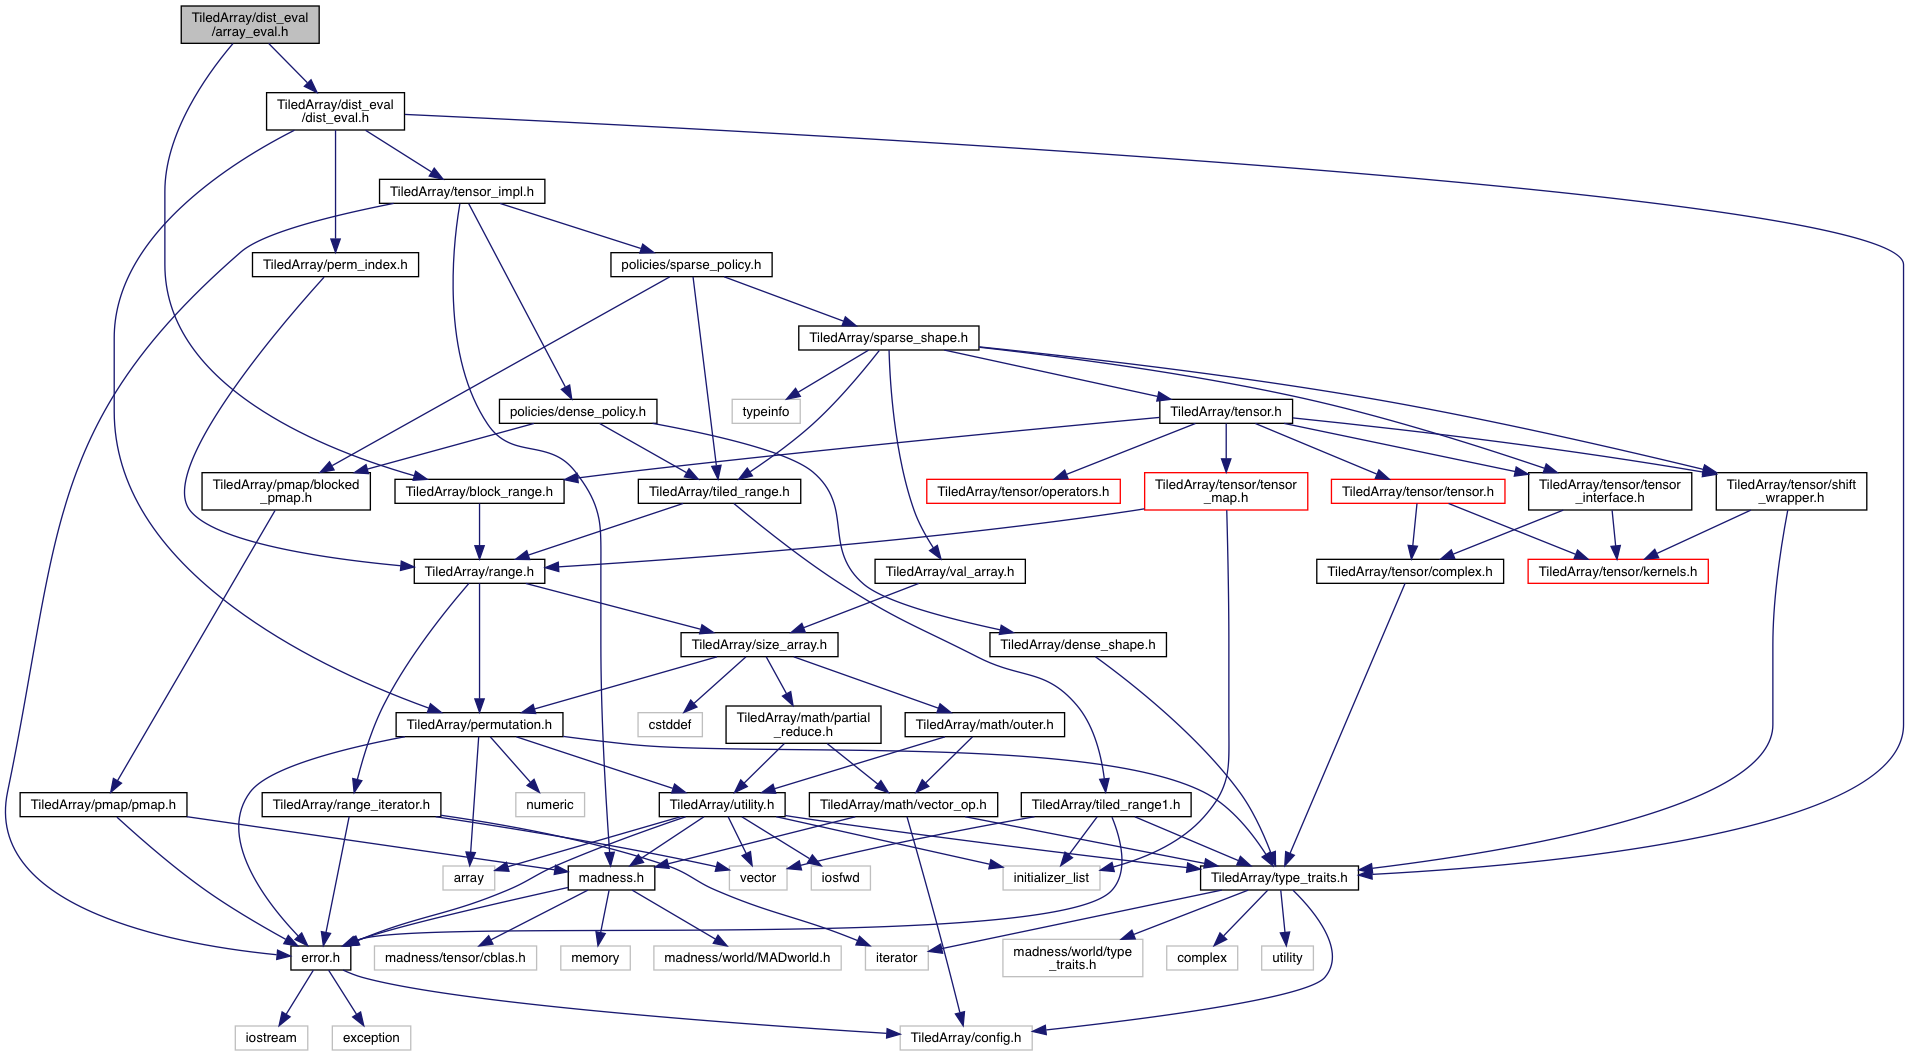 TiledArray/dist_eval
/array_eval.h
TiledArray/dist_eval
/dist_eval.h
TiledArray/tensor_impl.h
TiledArray/perm_index.h
policies/sparse_policy.h
TiledArray/sparse_shape.h
policies/dense_policy.h
typeinfo
TiledArray/tensor.h
TiledArray/pmap/blocked
_pmap.h
TiledArray/block_range.h
TiledArray/tiled_range.h
TiledArray/tensor/operators.h
TiledArray/tensor/tensor
_map.h
TiledArray/tensor/tensor.h
TiledArray/tensor/tensor
_interface.h
TiledArray/tensor/shift
_wrapper.h
TiledArray/range.h
TiledArray/val_array.h
TiledArray/tensor/complex.h
TiledArray/tensor/kernels.h
TiledArray/size_array.h
TiledArray/dense_shape.h
TiledArray/permutation.h
cstddef
TiledArray/math/partial
_reduce.h
TiledArray/math/outer.h
TiledArray/pmap/pmap.h
TiledArray/range_iterator.h
numeric
TiledArray/utility.h
TiledArray/math/vector_op.h
TiledArray/tiled_range1.h
array
madness.h
vector
iosfwd
initializer_list
TiledArray/type_traits.h
error.h
madness/tensor/cblas.h
memory
madness/world/MADworld.h
iterator
madness/world/type
_traits.h
complex
utility
iostream
exception
TiledArray/config.h